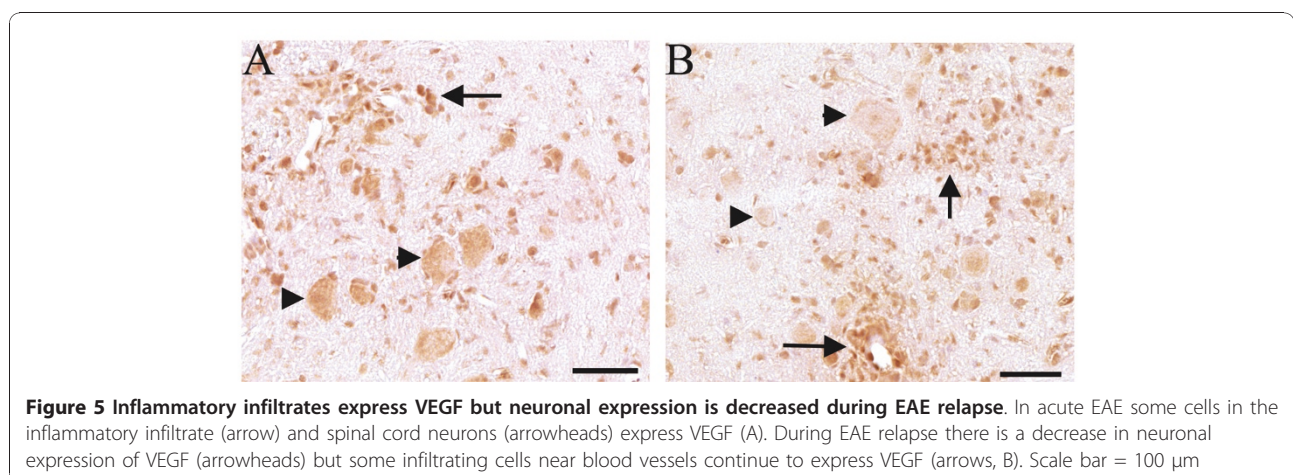 A
B
Figure 5 Inflammatory infiltrates express VEGF but neuronal expression is decreased during EAE relapse. In acute EAE some cells in the
inflammatory infiltrate (arrow) and spinal cord neurons (arrowheads) express VEGF (A). During EAE relapse there is a decrease in neuronal
expression of VEGF (arrowheads) but some infiltrating cells near blood vessels continue to express VEGF (arrows, B). Scale bar = 100 μm